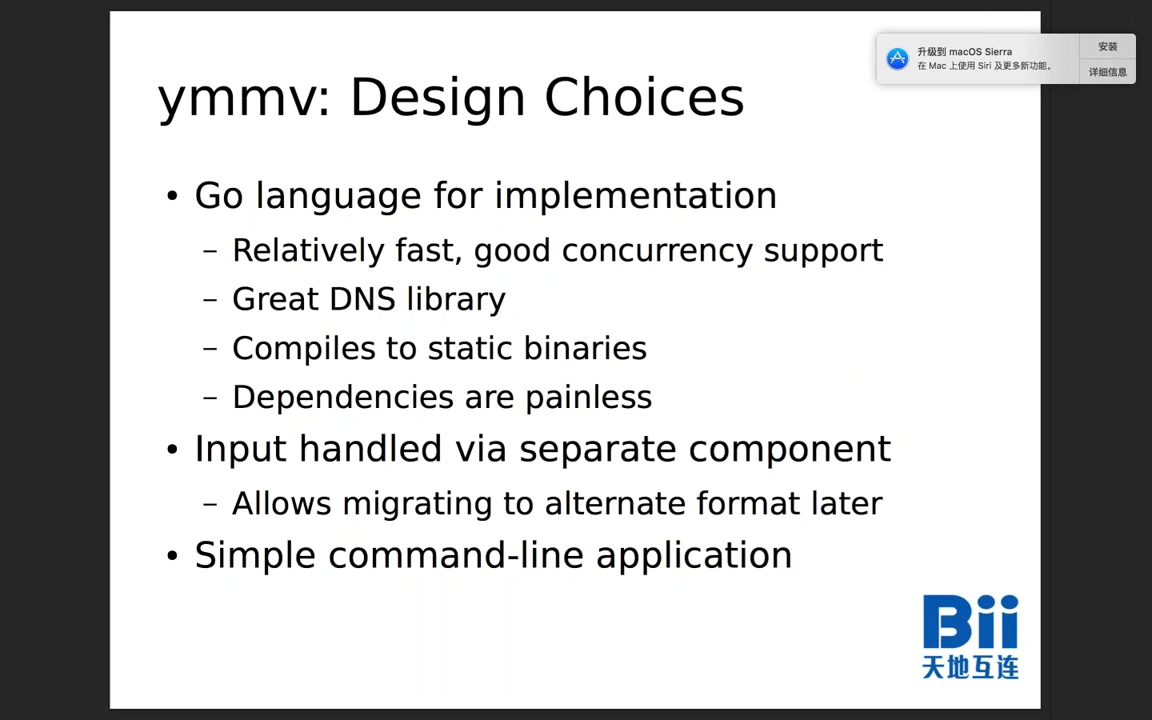 升级到 macOS Sierra
在 Mac 上使用 Siri 及更多新功能。
安装
详细信息
ymmv: Design Choices
• Go language for implementation
– Relatively fast, good concurrency support
– Great DNS library
– Compiles to static binaries
– Dependencies are painless
• Input handled via separate component
– Allows migrating to alternate format later
• Simple command-line application
Bii
天地互连